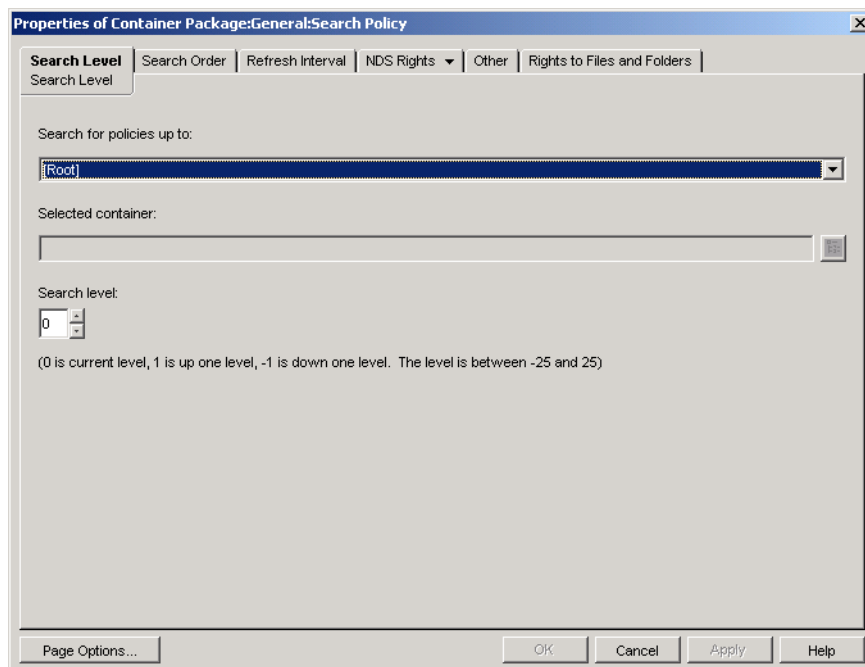 Properties of Container Package:General:Search Policy
Search Level Search Order Refresh Interval NDS Rights Other Rights to Files and Folders
Search Level
Search for policies up to:
[Root]
Selected container:
Search level:
0
(0 is current level, 1 is up one level, -1 is down one level. The level is between -25 and 25)
Page Options... OK Cancel Apply Help